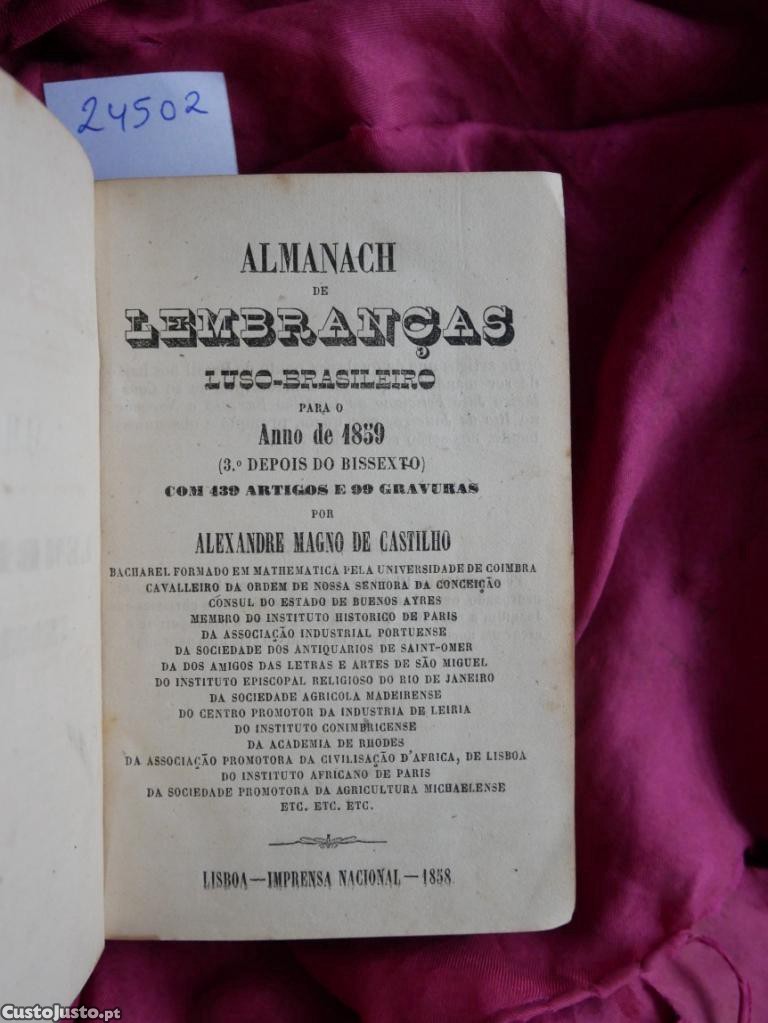 24502
ALMANACH
DE
LEMBRANÇAS
LUSO-BRASILEIRO
PARA O
Anno de 1859
(3.º DEPOIS DO BISSEXTO)
COM 439 ARTIGOS E 99 GRAVURAS
POR
ALEXANDRE MAGNO DE CASTILHO
BACHAREL FORMADO EM MATHEMATICA PELA UNIVERSIDADE DE COIMBRA
CAVALLEIRO DA ORDEM DE NOSSA SENHORA DA CONCEIÇÃO
CONSUL DO ESTADO DE BUENOS AYRES
MEMBRO DO INSTITUTO HISTORICO DE PARIS
DA ASSOCIAÇÃO INDUSTRIAL PORTUENSE
DA SOCIEDADE DOS ANTIQUARIOS DE SAINT-OMER
DA DOS AMIGOS DAS LETRAS E ARTES DE SÃO MIGUEL
DO INSTITUTO EPISCOPAL RELIGIOSO DO RIO DE JANEIRO
DA SOCIEDADE AGRICOLA MADEIRENSE
DO CENTRO PROMOTOR DA INDUSTRIA DE LEIRIA
DO INSTITUTO CONIMBRICENSE
DA ACADEMIA DE RHODES
DA ASSOCIAÇÃO PROMOTORA DA CIVILISAÇÃO D'AFRICA, DE LISBOA
DO INSTITUTO AFRICANO DE PARIS
DA SOCIEDADE PROMOTORA DA AGRICULTURA MICHAELENSE
ETC. ETC. ETC.
LISBOA—IMPRENSA NACIONAL—1858
CustoJusto.pt